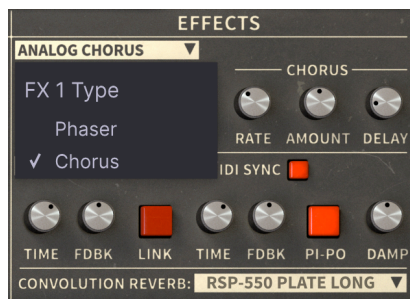 EFFECTS
ANALOG CHORUS
FX 1 Type
Phaser
Chorus
CHORUS
RATE AMOUNT DELAY
IDI SYNC
TIME FDBK LINK TIME FDBK PI-PO DAMP
CONVOLUTION REVERB: RSP-550 PLATE LONG